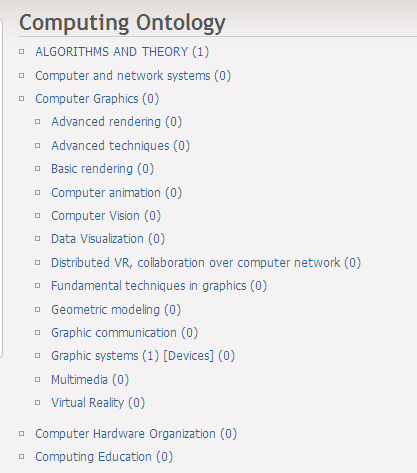 Computing Ontology
ALGORITHMS AND THEORY (1)
Computer and network systems (0)
Computer Graphics (0)
Advanced rendering (0)
Advanced techniques (0)
Basic rendering (0)
Computer animation (0)
Computer Vision (0)
Data Visualization (0)
Distributed VR, collaboration over computer network (0)
Fundamental techniques in graphics (0)
Geometric modeling (0)
Graphic communication (0)
Graphic systems (1) [Devices] (0)
Multimedia (0)
Virtual Reality (0)
Computer Hardware Organization (0)
Computing Education (0)